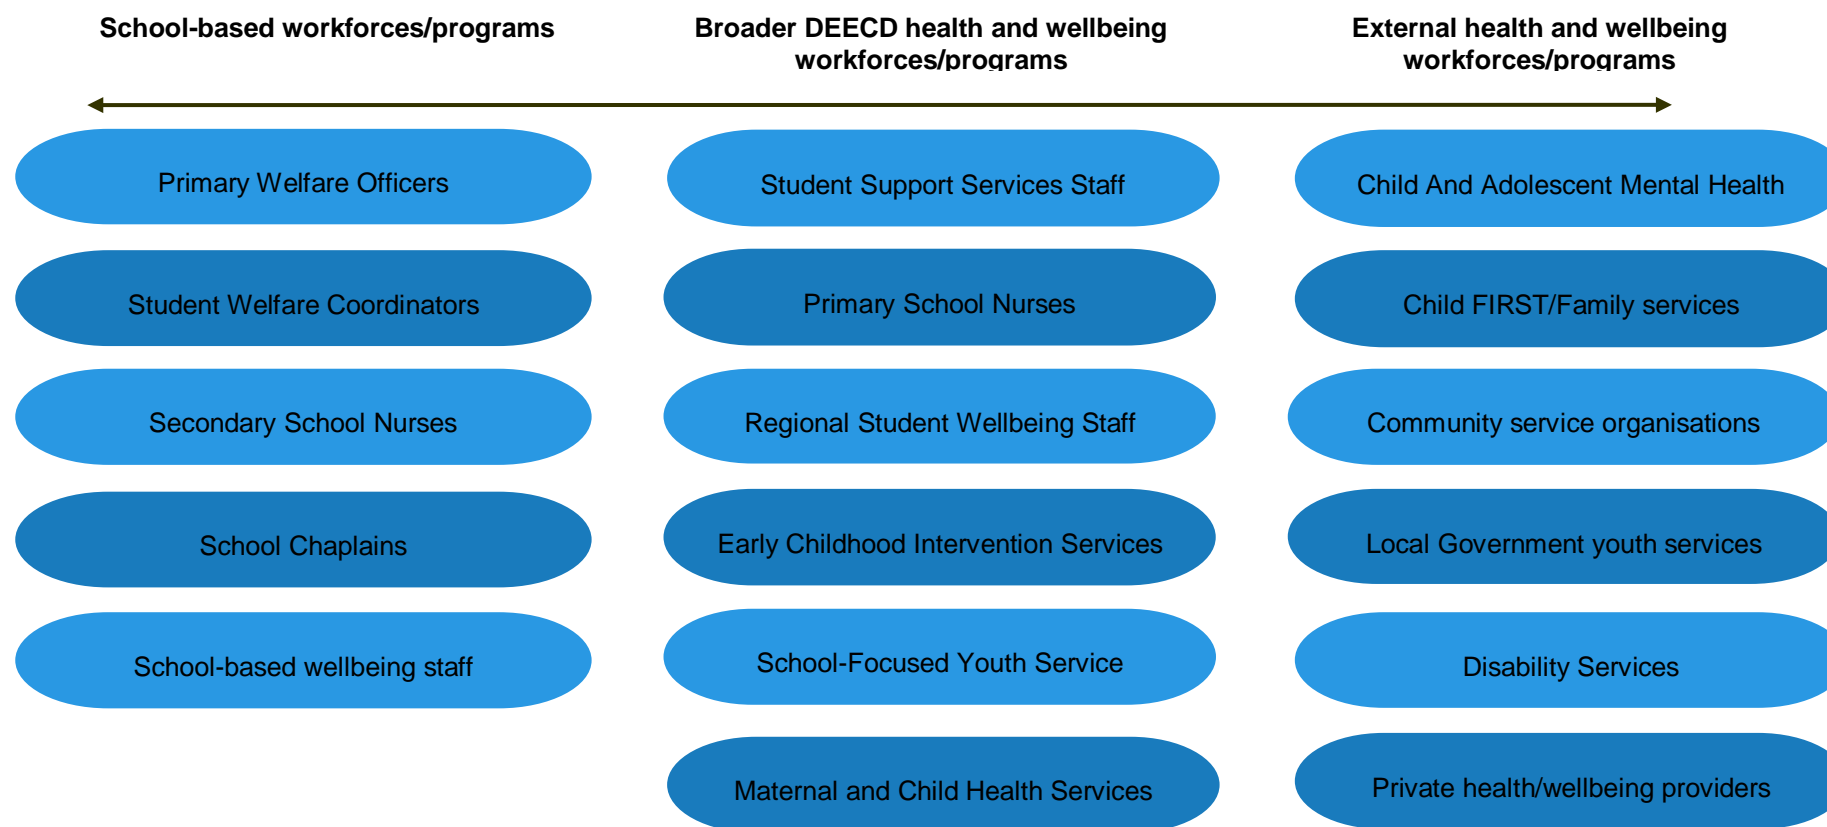 School-based workforces/programs
Broader DEECD health and wellbeing
workforces/programs
External health and wellbeing
workforces/programs
Primary Welfare Officers
Student Welfare Coordinators
Secondary School Nurses
School Chaplains
School-based wellbeing staff
Student Support Services Staff
Primary School Nurses
Regional Student Wellbeing Staff
Early Childhood Intervention Services
School-Focused Youth Service
Maternal and Child Health Services
Child And Adolescent Mental Health
Child FIRST/Family services
Community service organisations
Local Government youth services
Disability Services
Private health/wellbeing providers